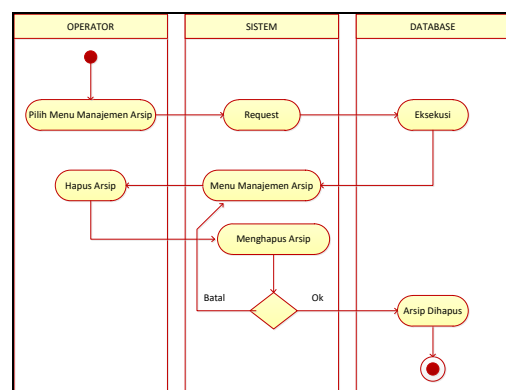 OPERATOR
SISTEM
DATABASE
Pilih Menu Manajemen Arsip
Request
Eksekusi
Hapus Arsip
Menu Manajemen Arsip
Menghapus Arsip
Batal
Ok
Arsip Dihapus